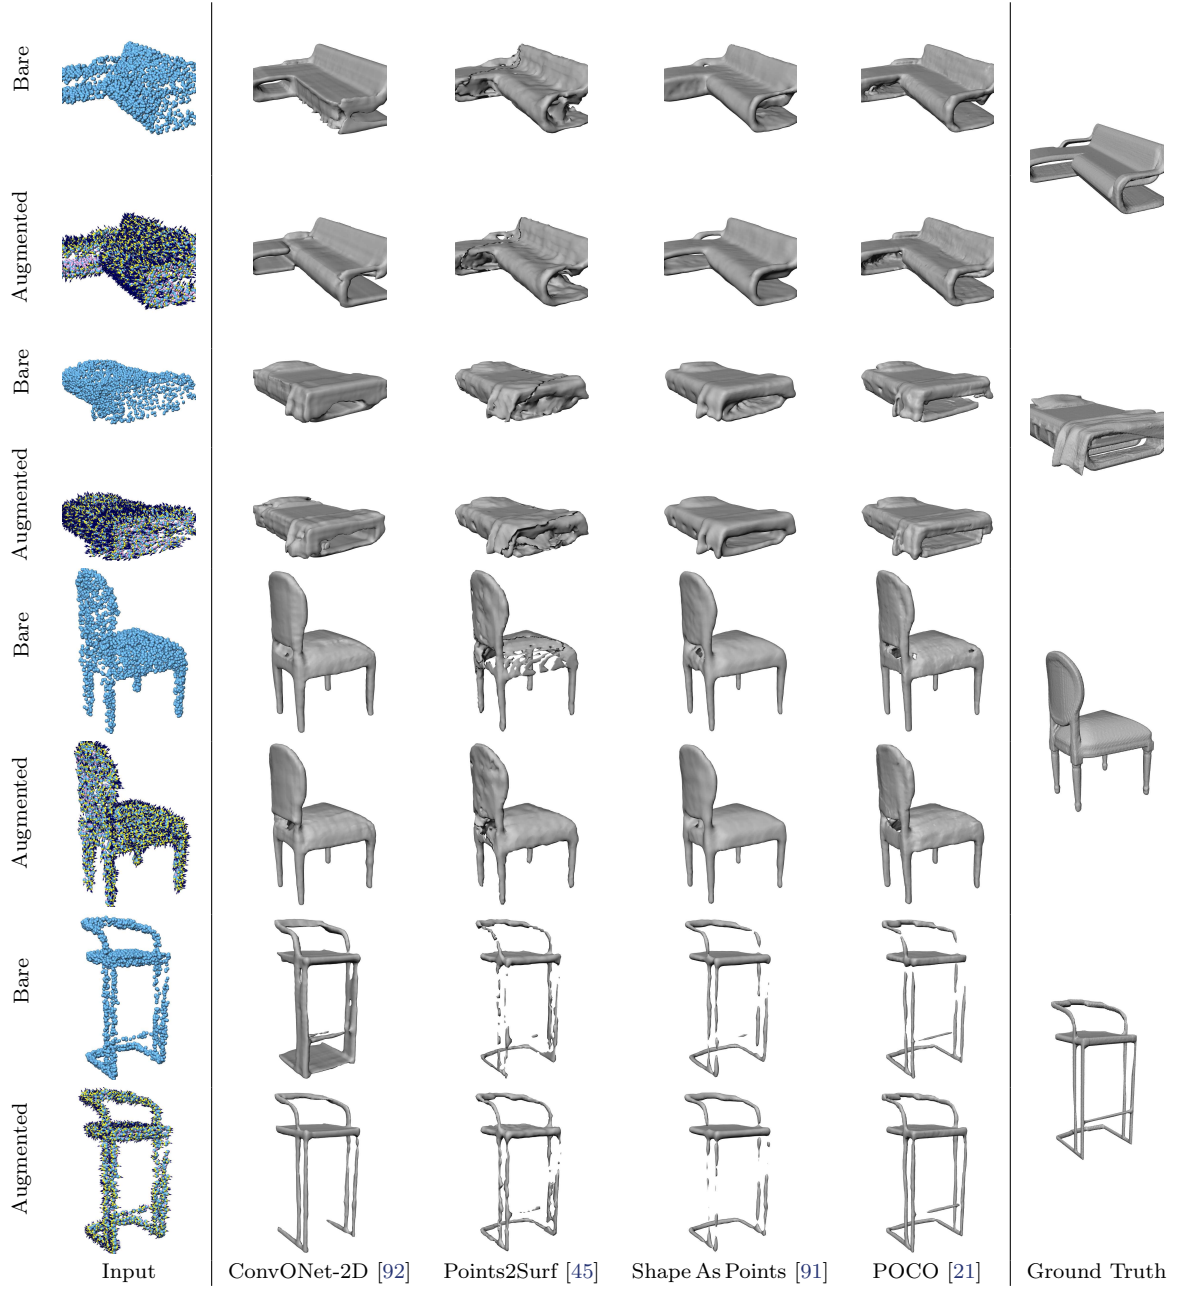 Bare
Augmented
Bare
Augmented
Bare
Augmented
Bare
Augmented
Input ConvONet-2D [92] Points2Surf [45] Shape As Points [91] POCO [21] Ground Truth